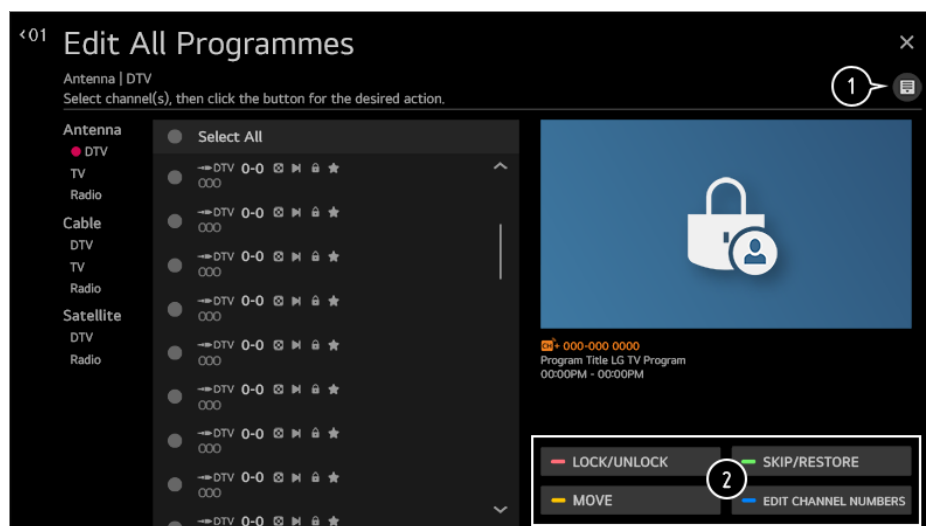 ‹01 Edit All Programmes
Antenna | DTV
Select channel(s), then click the button for the desired action.
1
Antenna
DTV
TV
Radio
Cable
DTV
TV
Radio
Satellite
DTV
Radio
Select All
DTV 0-0
000
DTV 0-0
000
DTV 0-0
000
DTV 0-0
000
DTV 0-0
000
DTV 0-0
000
DTV 0-0
000
DTV 0-0
000
DTV 0-0
CH+ 000-000 0000
Program Title LG TV Program
00:00PM - 00:00PM
LOCK/UNLOCK
SKIP/RESTORE
2
MOVE
EDIT CHANNEL NUMBERS